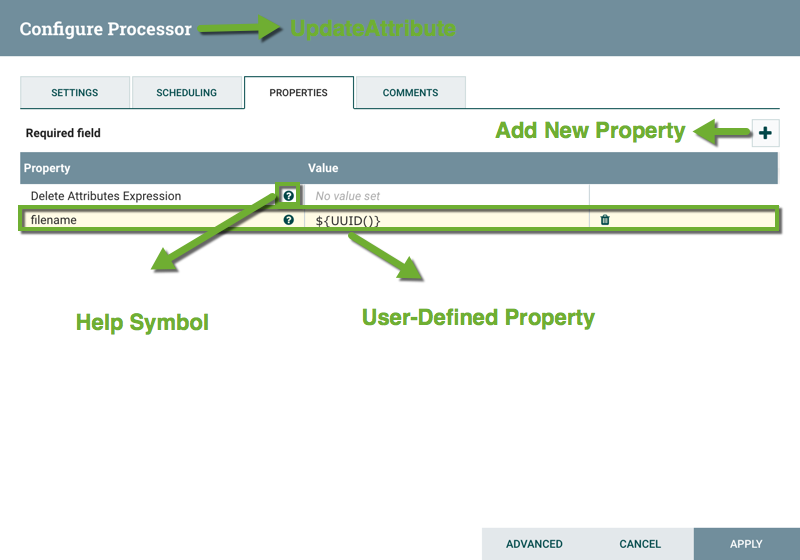 Configure Processor UpdateAttribute
SETTINGS SCHEDULING PROPERTIES COMMENTS
Required field Add New Property +
Property Value
Delete Attributes Expression ? No value set
filename ? ${UUID()}
Help Symbol User-Defined Property
ADVANCED CANCEL APPLY